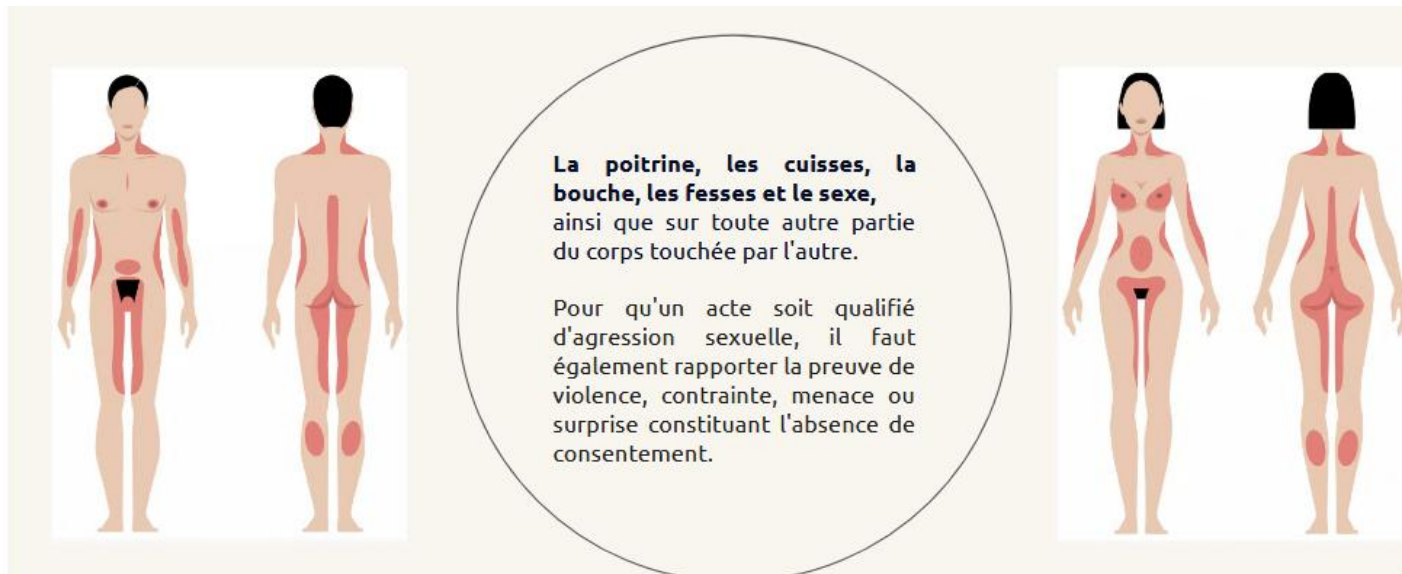 La poitrine, les cuisses, la
bouche, les fesses et le sexe,
ainsi que sur toute autre partie
du corps touchée par l'autre.
Pour qu'un acte soit qualifié
d'agression sexuelle, il faut
également rapporter la preuve de
violence, contrainte, menace ou
surprise constituant l'absence de
consentement.